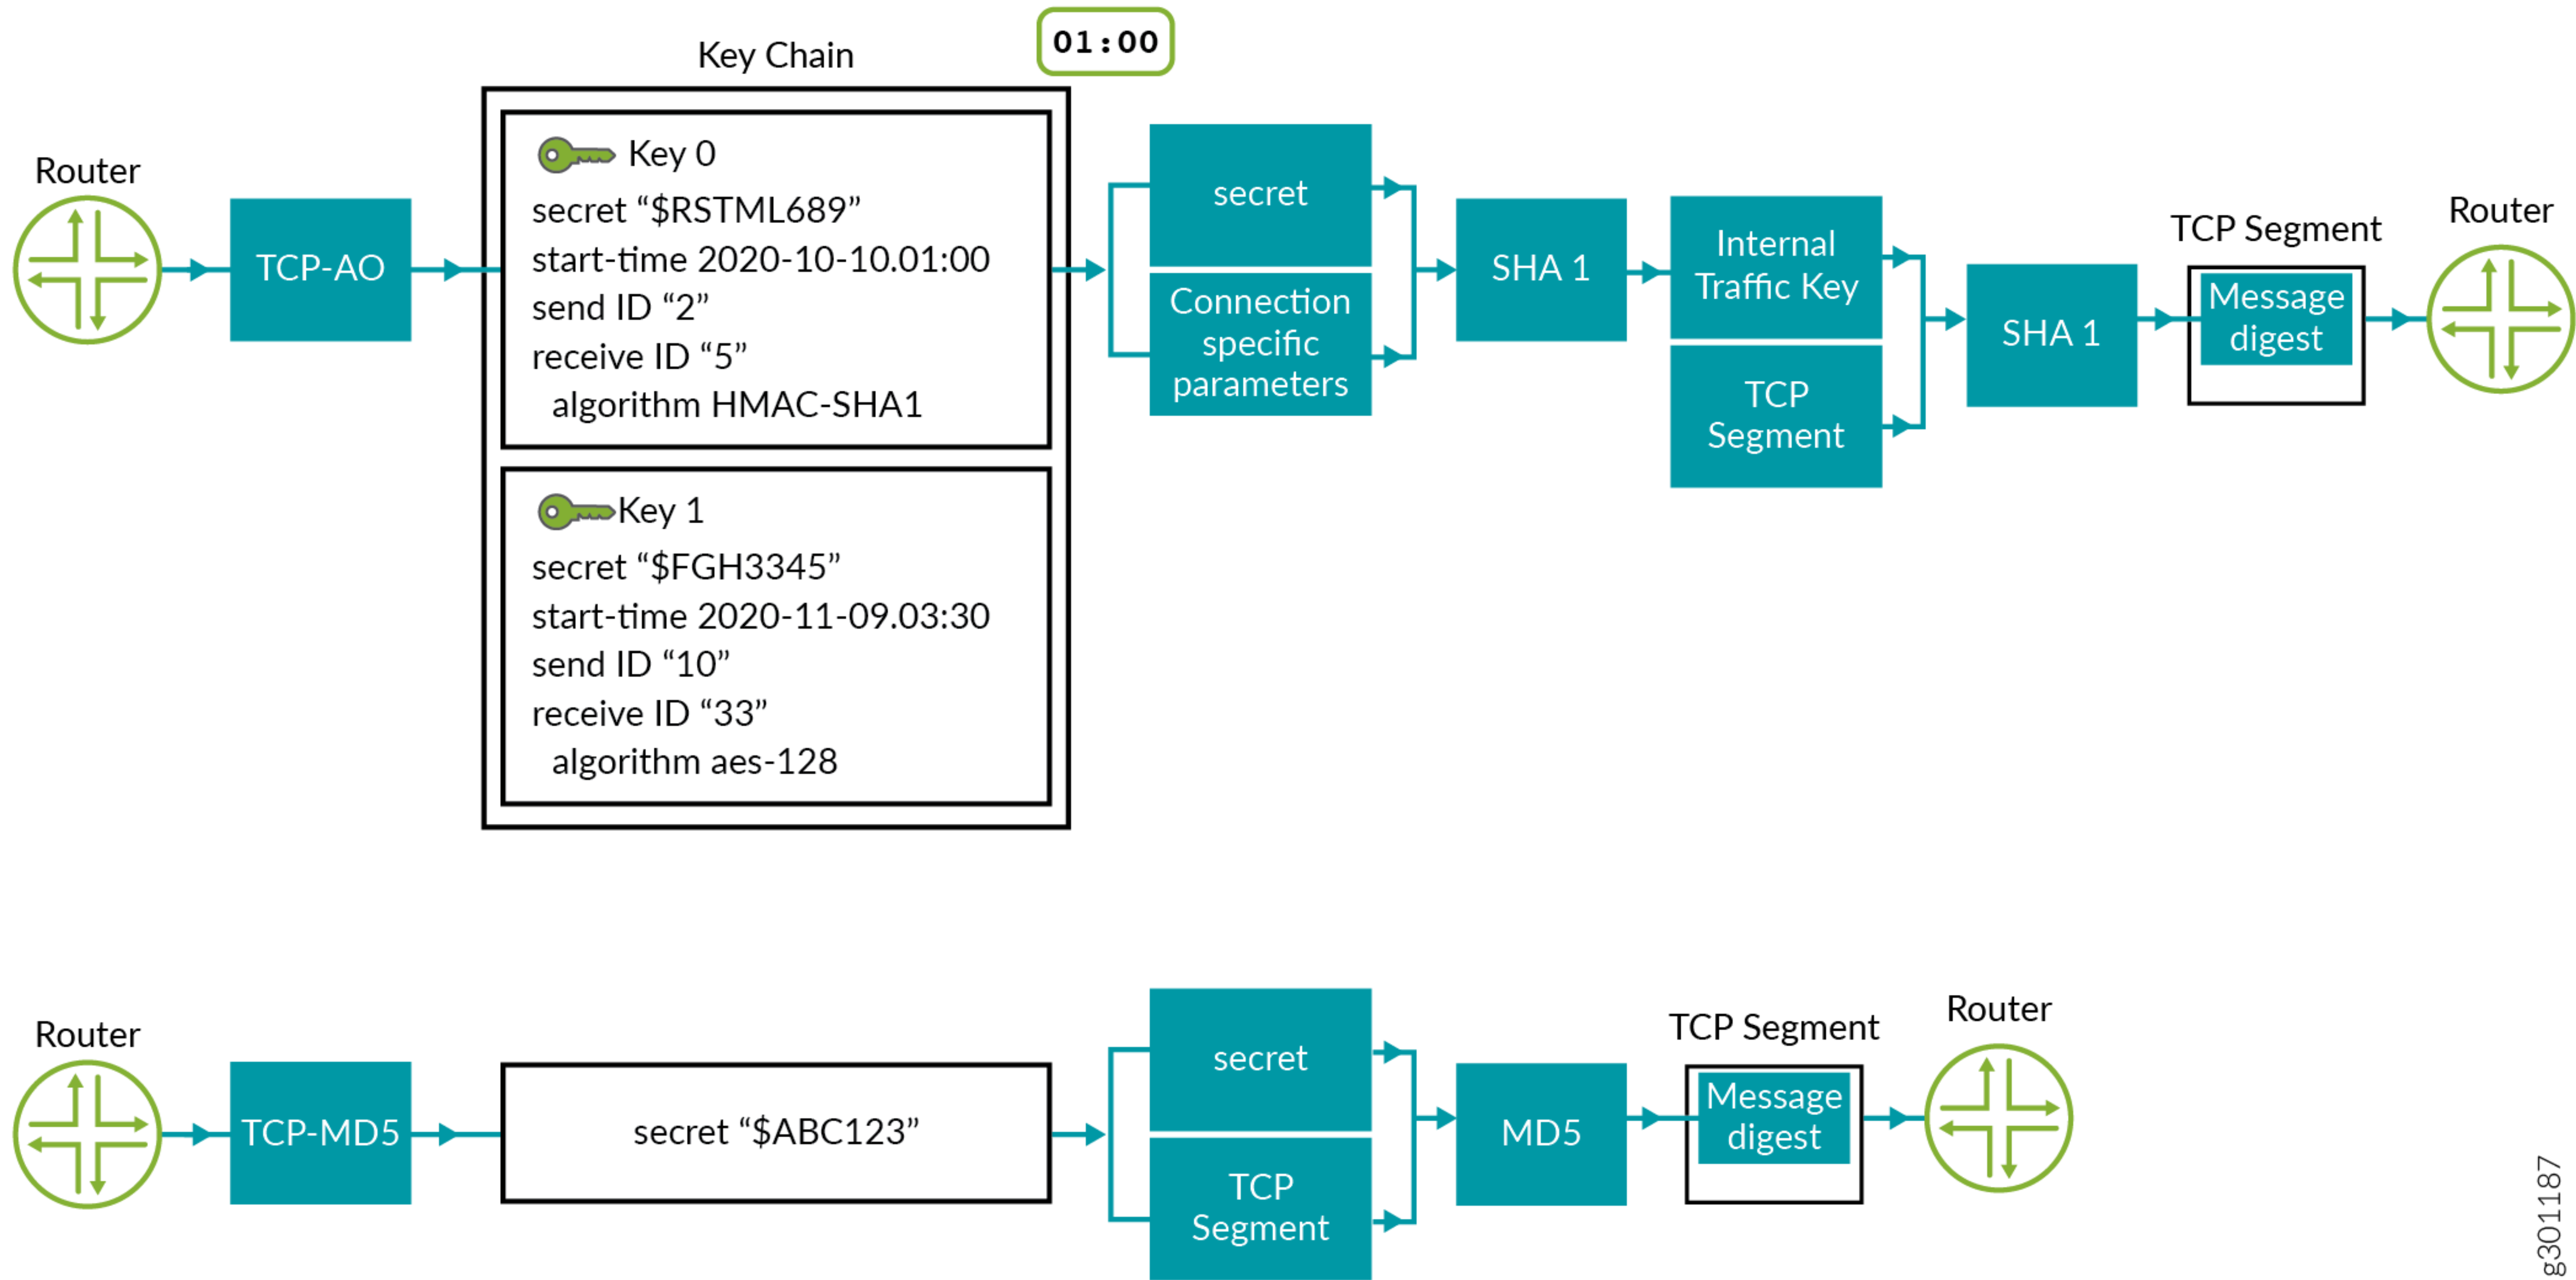 Key Chain
01:00
Router
TCP-AO
Key 0
secret “$RSTML689”
start-time 2020-10-10.01:00
send ID “2”
receive ID “5”
algorithm HMAC-SHA1
Key 1
secret “$FGH3345”
start-time 2020-11-09.03:30
send ID “10”
receive ID “33”
algorithm aes-128
secret
Connection
specific
parameters
SHA 1
Internal
Traffic Key
TCP
Segment
SHA 1
TCP Segment
Message
digest
Router
Router
TCP-MD5
secret “$ABC123”
secret
TCP
Segment
MD5
TCP Segment
Message
digest
Router
g301187